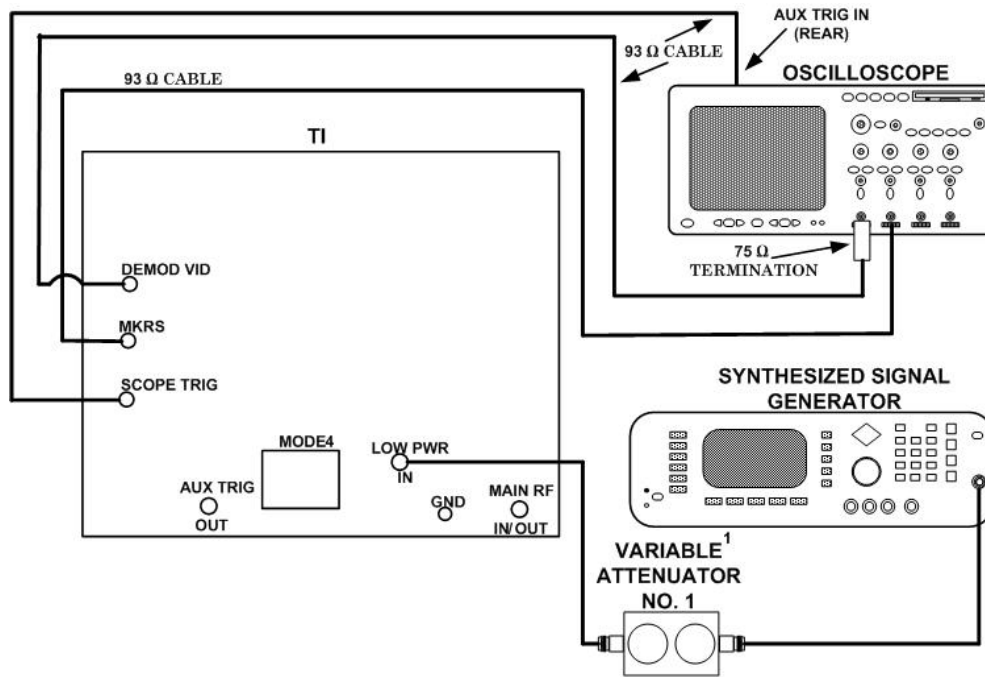 AUX TRIG IN
(REAR)
93 Ω CABLE
OSCILLOSCOPE
93 Ω CABLE
TI
75 Ω
TERMINATION
DEMOD VID
MKRS
SCOPE TRIG
SYNTHESIZED SIGNAL
GENERATOR
MODE4
LOW PWR
IN
AUX TRIG
OUT
GND
MAIN RF
IN/OUT
VARIABLE¹
ATTENUATOR
NO. 1